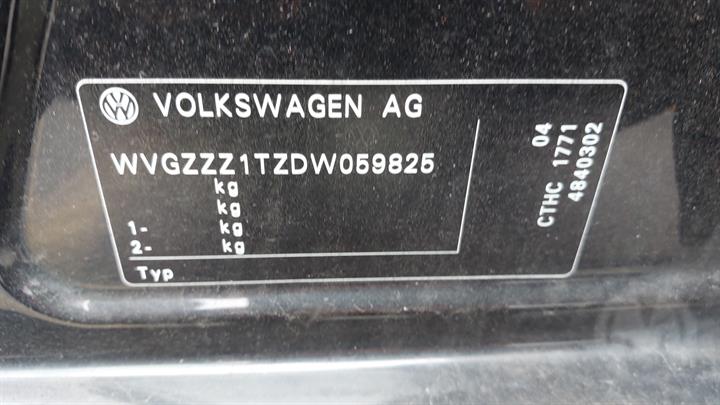 VOLKSWAGEN AG
WVGZZZ1TZDW059825
kg
kg
1- kg
2- kg
Typ
04
CTHC 1771
4840302